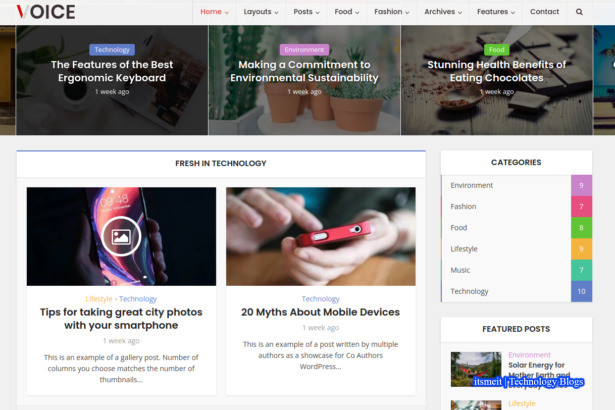 VOICE
Home Layouts Posts Food Fashion Archives Features Contact
Technology
The Features of the Best
Ergonomic Keyboard
1 week ago
Environment
Making a Commitment to
Environmental Sustainability
1 week ago
Food
Stunning Health Benefits of
Eating Chocolates
1 week ago
FRESH IN TECHNOLOGY
09:48
Lifestyle • Technology
Tips for taking great city photos
with your smartphone
1 week ago
This is an example of a gallery post. Number of
columns you choose matches the number of
thumbnails...
Technology
20 Myths About Mobile Devices
1 week ago
This is an example of a post written by multiple
authors as a showcase for Co Authors
WordPress...
CATEGORIES
Environment 9
Fashion 7
Food 8
Lifestyle 9
Music 7
Technology 10
FEATURED POSTS
Environment
Solar Energy for
Mother Earth and
itsmeit | Technology Blogs
Lifestyle